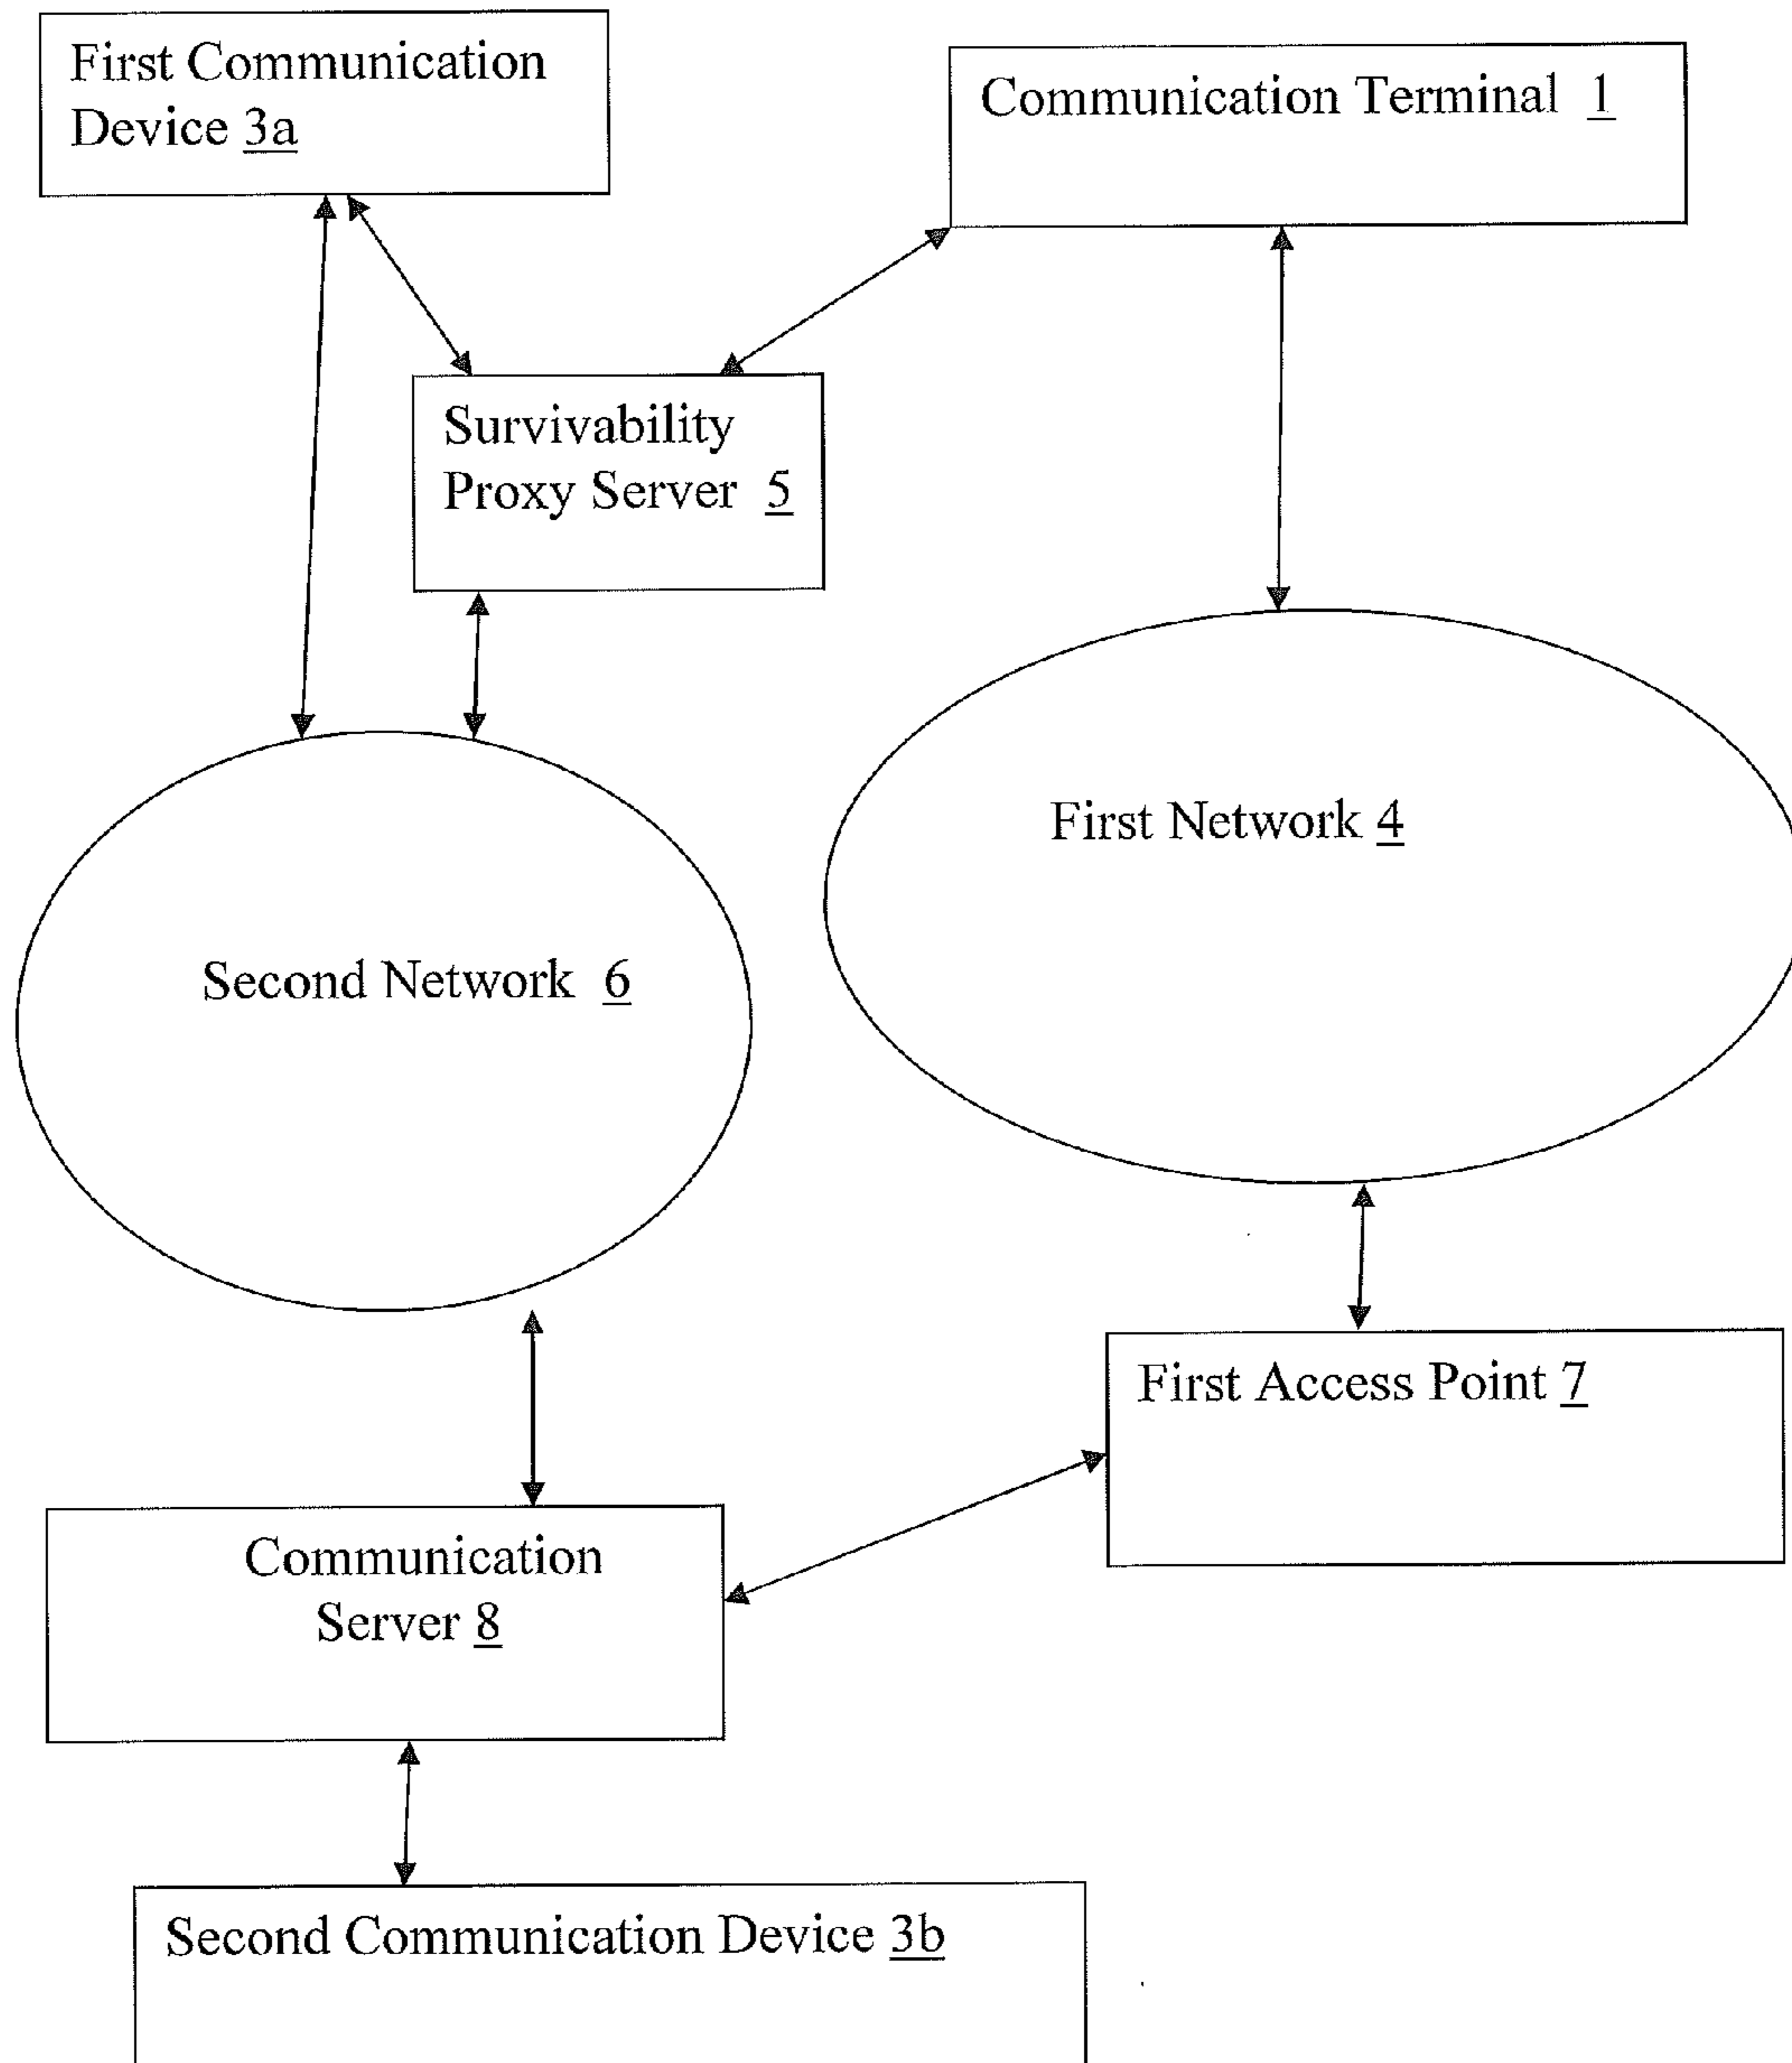 First Communication
Device 3a
Communication Terminal 1
Survivability
Proxy Server 5
First Network 4
Second Network 6
First Access Point 7
Communication
Server 8
Second Communication Device 3b